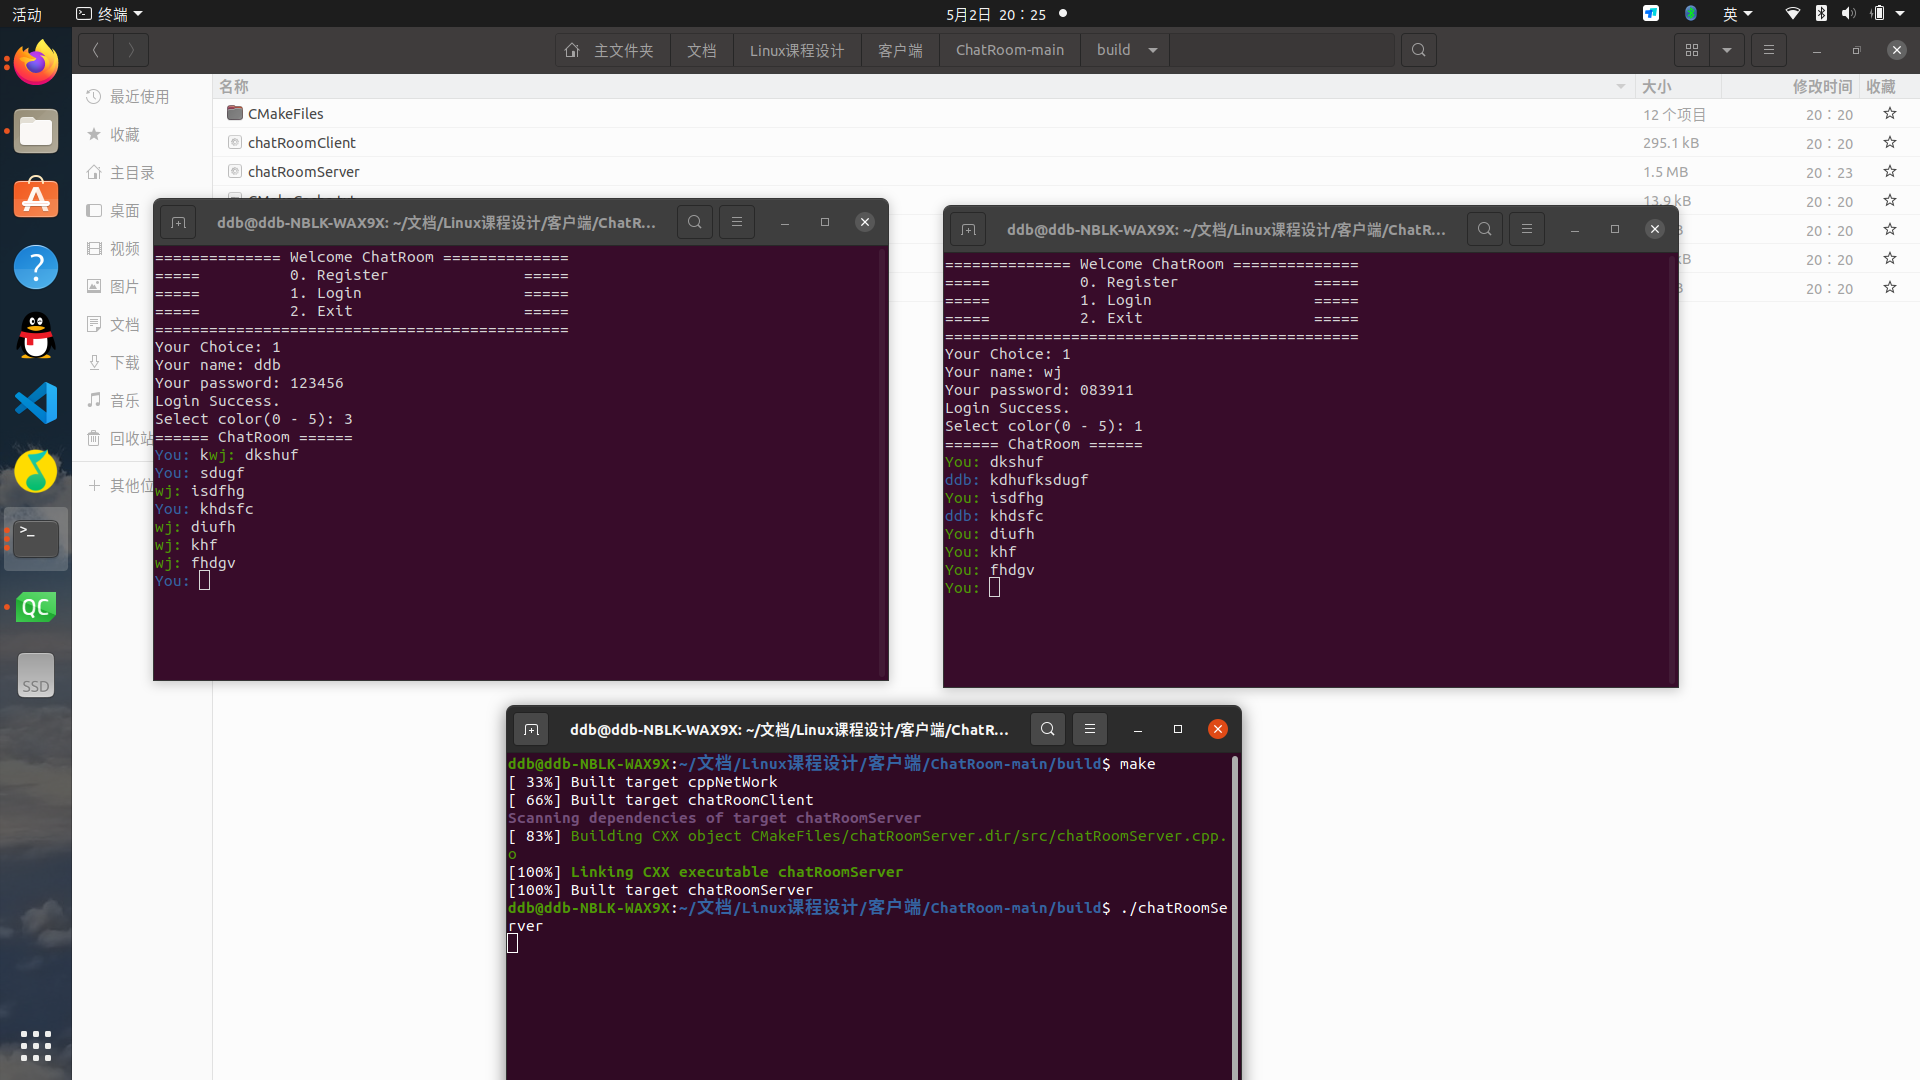 活动
终端
5月2日 20：25
英
主文件夹
文档
Linux课程设计
客户端
ChatRoom-main
build
名称
大小
修改时间
收藏
最近使用
收藏
主目录
桌面
视频
图片
文档
下载
音乐
回收站
其他位
CMakeFiles
12 个项目
20：20
chatRoomClient
295.1 kB
20：20
chatRoomServer
1.5 MB
20：23
13.9 kB
20：20
20：20
kB
20：20
20：20
ddb@ddb-NBLK-WAX9X: ~/文档/Linux课程设计/客户端/ChatR...
============== Welcome ChatRoom ==============
===== 0. Register =====
===== 1. Login =====
===== 2. Exit =====
==============================================
Your Choice: 1
Your name: ddb
Your password: 123456
Login Success.
Select color(0 - 5): 3
====== ChatRoom ======
You: kwj: dkshuf
You: sdugf
wj: isdfhg
You: khdsfc
wj: diufh
wj: khf
wj: fhdgv
You:
ddb@ddb-NBLK-WAX9X: ~/文档/Linux课程设计/客户端/ChatR...
============== Welcome ChatRoom ==============
===== 0. Register =====
===== 1. Login =====
===== 2. Exit =====
==============================================
Your Choice: 1
Your name: wj
Your password: 083911
Login Success.
Select color(0 - 5): 1
====== ChatRoom ======
You: dkshuf
ddb: kdhufksdugf
You: isdfhg
ddb: khdsfc
You: diufh
You: khf
You: fhdgv
You:
ddb@ddb-NBLK-WAX9X: ~/文档/Linux课程设计/客户端/ChatR...
ddb@ddb-NBLK-WAX9X:~/文档/Linux课程设计/客户端/ChatRoom-main/build$ make
[ 33%] Built target cppNetWork
[ 66%] Built target chatRoomClient
Scanning dependencies of target chatRoomServer
[ 83%] Building CXX object CMakeFiles/chatRoomServer.dir/src/chatRoomServer.cpp.
o
[100%] Linking CXX executable chatRoomServer
[100%] Built target chatRoomServer
ddb@ddb-NBLK-WAX9X:~/文档/Linux课程设计/客户端/ChatRoom-main/build$ ./chatRoomSe
rver
QC
SSD